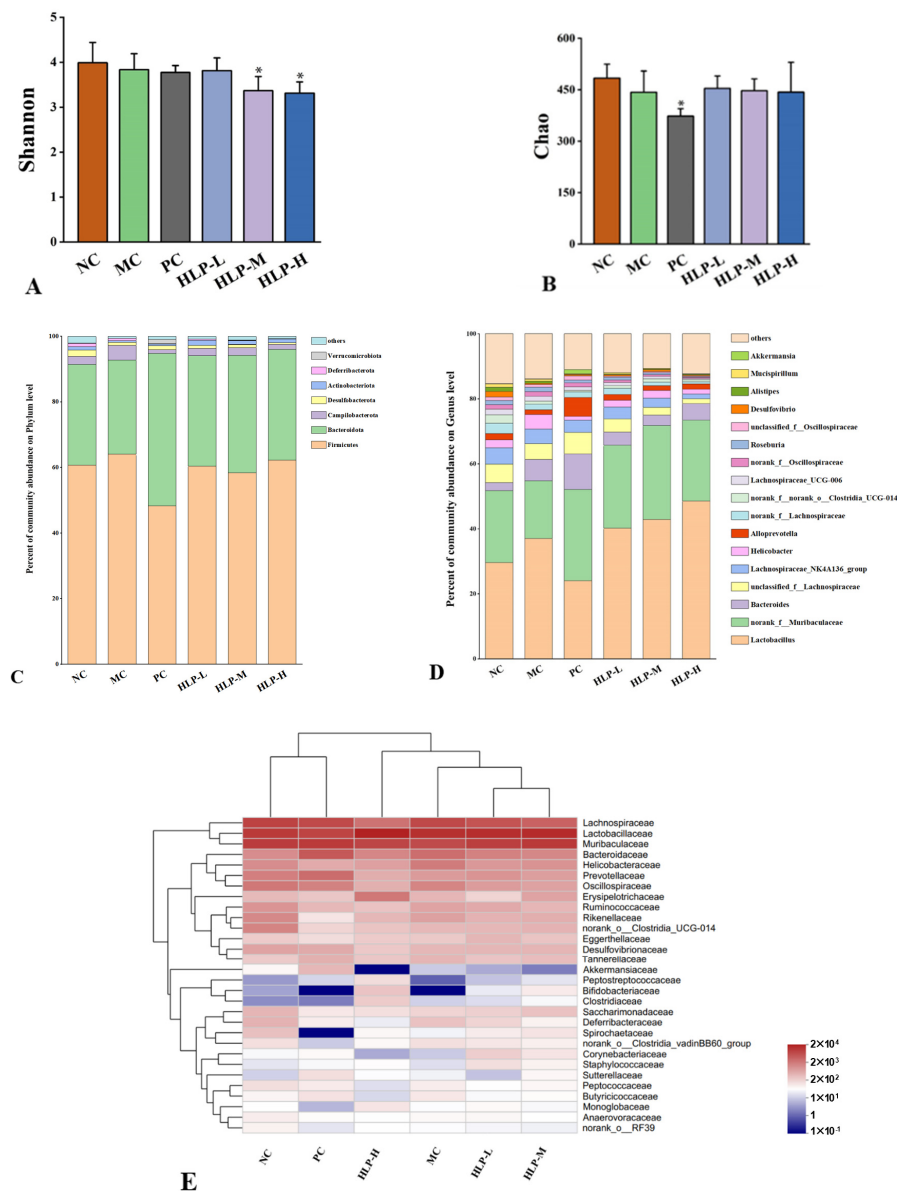 Shannon
5
4
3
2
1
0
*
*
NC
MC
PC
HLP-L
HLP-M
HLP-H
A
Chao
600
450
300
150
0
*
NC
MC
PC
HLP-L
HLP-M
HLP-H
B
Percent of community abundance on Phylum level
100
80
60
40
20
0
NC
MC
PC
HLP-L
HLP-M
HLP-H
others
Verracomicrobiota
Deferribacterota
Actinobacteriota
Desulfobacterota
Campilobacterota
Bacteroidota
Firmicutes
C
Percent of community abundance on Genus level
100
80
60
40
20
0
NC
MC
PC
HLP-L
HLP-M
HLP-H
others
Akkermansia
Mucispirillum
Alistipes
Desulfovibrio
unclassified_f__Oscillospiraceae
Roseburia
norank_f__Oscillospiraceae
Lachnospiraceae_UCG-006
norank_f__norank_o__Clostridia_UCG-014
norank_f__Lachnospiraceae
Alloprevotella
Helicobacter
Lachnospiraceae_NK4A136_group
unclassified_f__Lachnospiraceae
Bacteroides
norank_f__Muribaculaceae
Lactobacillus
D
Lachnospiraceae
Lactobacillaceae
Muribaculaceae
Bacteroidaceae
Helicobacteraceae
Prevotellaceae
Oscillospiraceae
Erysipelotrichaceae
Ruminococcaceae
Rikenellaceae
norank_o__Clostridia_UCG-014
Eggerthellaceae
Desulfovibrionaceae
Tannerellaceae
Akkermansiaceae
Peptostreptococcaceae
Bifidobacteriaceae
Clostridiaceae
Saccharimonadaceae
Deferribacteraceae
Spirochaetaceae
norank_o__Clostridia_vadinBB60_group
Corynebacteriaceae
Staphylococcaceae
Sutterellaceae
Peptococcaceae
Butyricicoccaceae
Monoglobaceae
Anaerovoracaceae
norank_o__RF39
2×10⁴
2×10³
2×10²
1×10¹
1
1×10⁻¹
NC
PC
HLP-H
MC
HLP-L
HLP-M
E